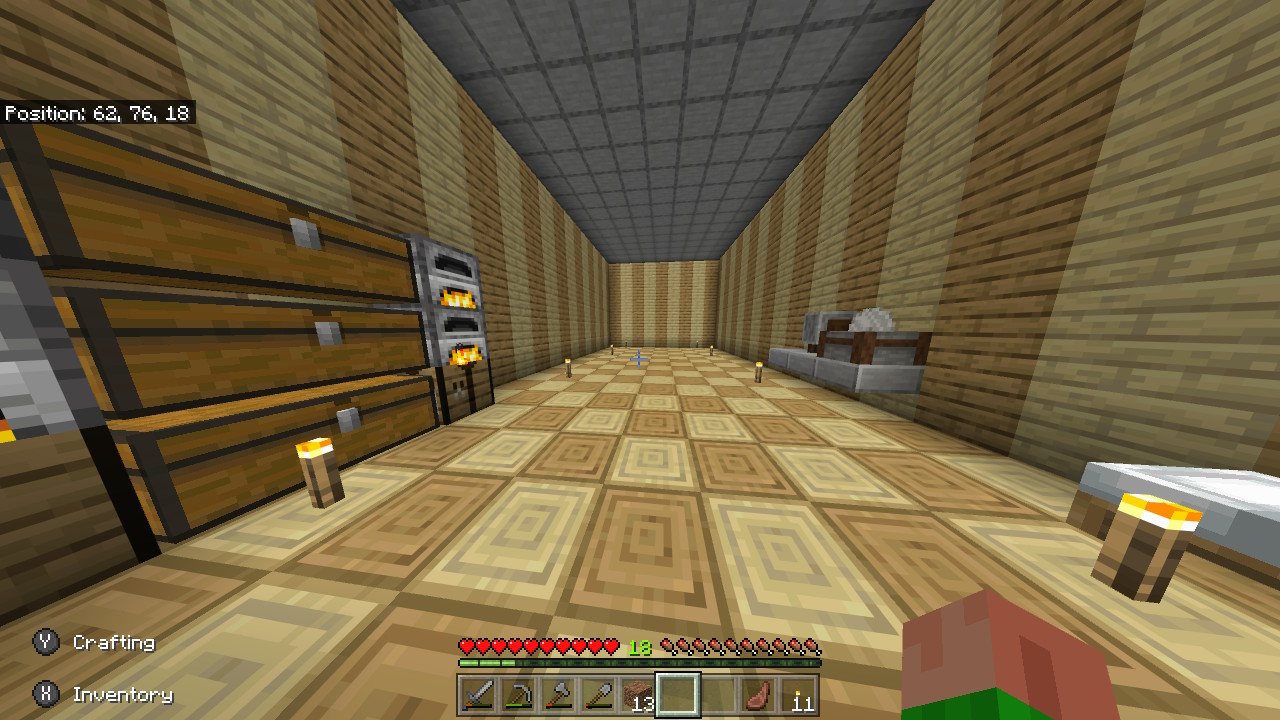 Position: 62, 76, 18
Y Crafting
18
X Inventory
13
11